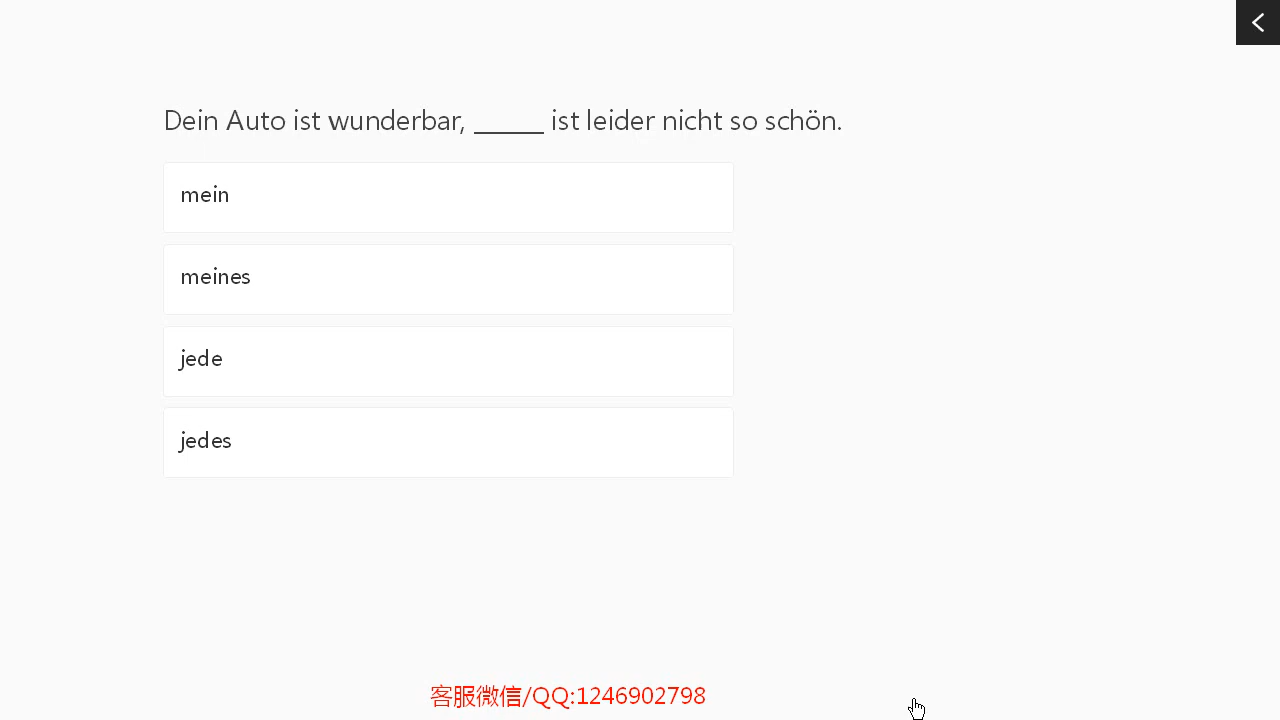 Dein Auto ist wunderbar, _____ ist leider nicht so schön.
mein
meines
jede
jedes
客服微信/QQ:1246902798